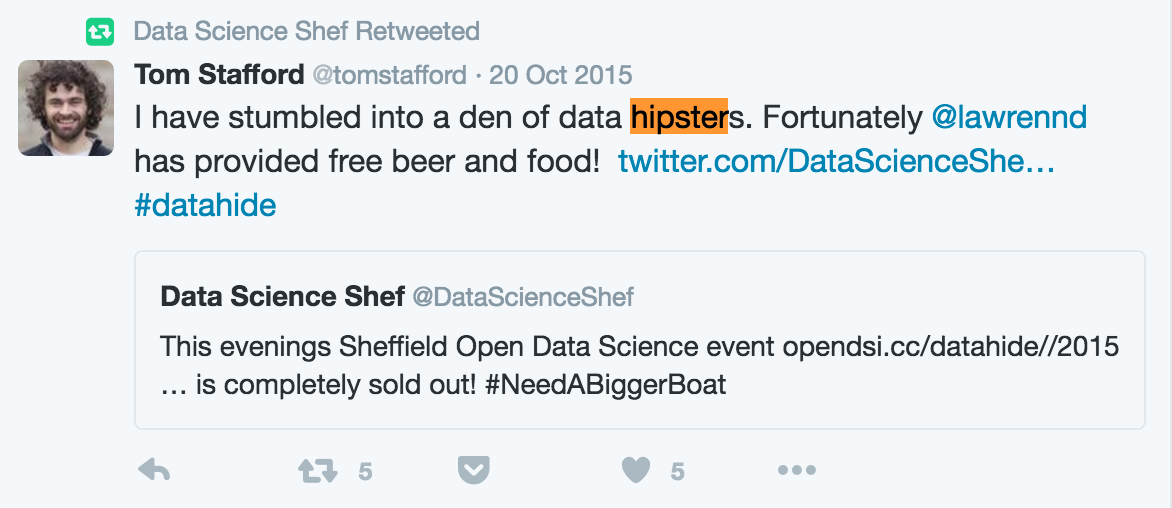 Data Science Shef Retweeted
Tom Stafford @tomstafford · 20 Oct 2015
I have stumbled into a den of data hipsters. Fortunately @lawrennd
has provided free beer and food! twitter.com/DataScienceShe…
#datahide
Data Science Shef @DataScienceShef
This evenings Sheffield Open Data Science event opendsi.cc/datahide//2015
… is completely sold out! #NeedABiggerBoat
5 5